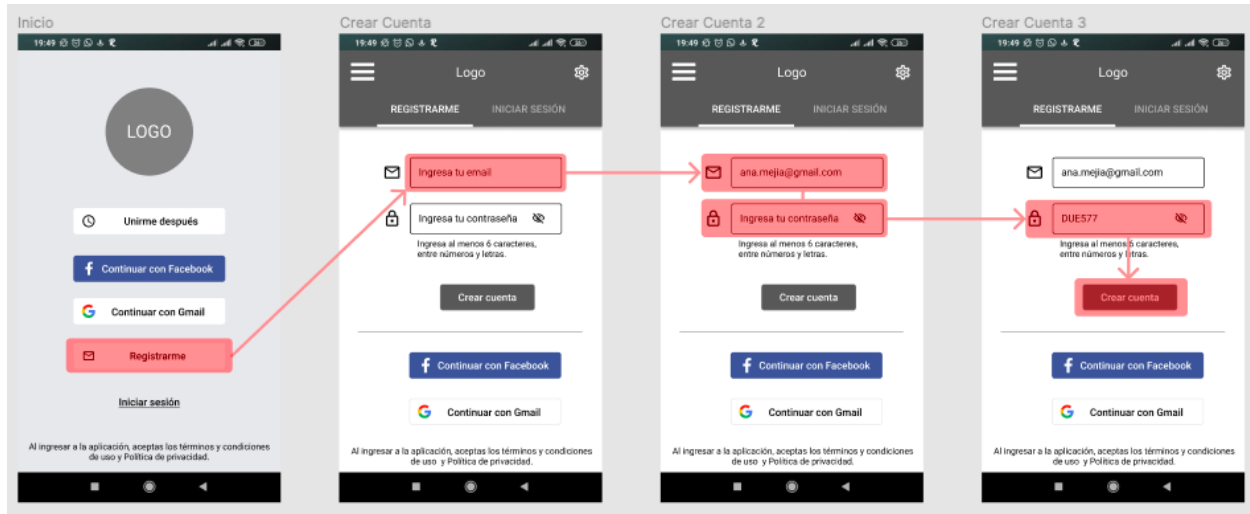 Inicio
19:49
LOGO
Unirme después
Continuar con Facebook
Continuar con Gmail
Registrarme
Iniciar sesión
Al ingresar a la aplicación, aceptas los términos y condiciones
de uso y Política de privacidad.
Crear Cuenta
19:49
Logo
REGISTRARME INICIAR SESIÓN
Ingresa tu email
Ingresa tu contraseña
Ingresa al menos 6 caracteres,
entre números y letras.
Crear cuenta
Continuar con Facebook
Continuar con Gmail
Al ingresar a la aplicación, aceptas los términos y condiciones
de uso y Política de privacidad.
Crear Cuenta 2
19:49
Logo
REGISTRARME INICIAR SESIÓN
ana.mejia@gmail.com
Ingresa tu contraseña
Ingresa al menos 6 caracteres,
entre números y letras.
Crear cuenta
Continuar con Facebook
Continuar con Gmail
Al ingresar a la aplicación, aceptas los términos y condiciones
de uso y Política de privacidad.
Crear Cuenta 3
19:49
Logo
REGISTRARME INICIAR SESIÓN
ana.mejia@gmail.com
DUE577
Ingresa al menos 6 caracteres,
entre números y letras.
Crear cuenta
Continuar con Facebook
Continuar con Gmail
Al ingresar a la aplicación, aceptas los términos y condiciones
de uso y Política de privacidad.